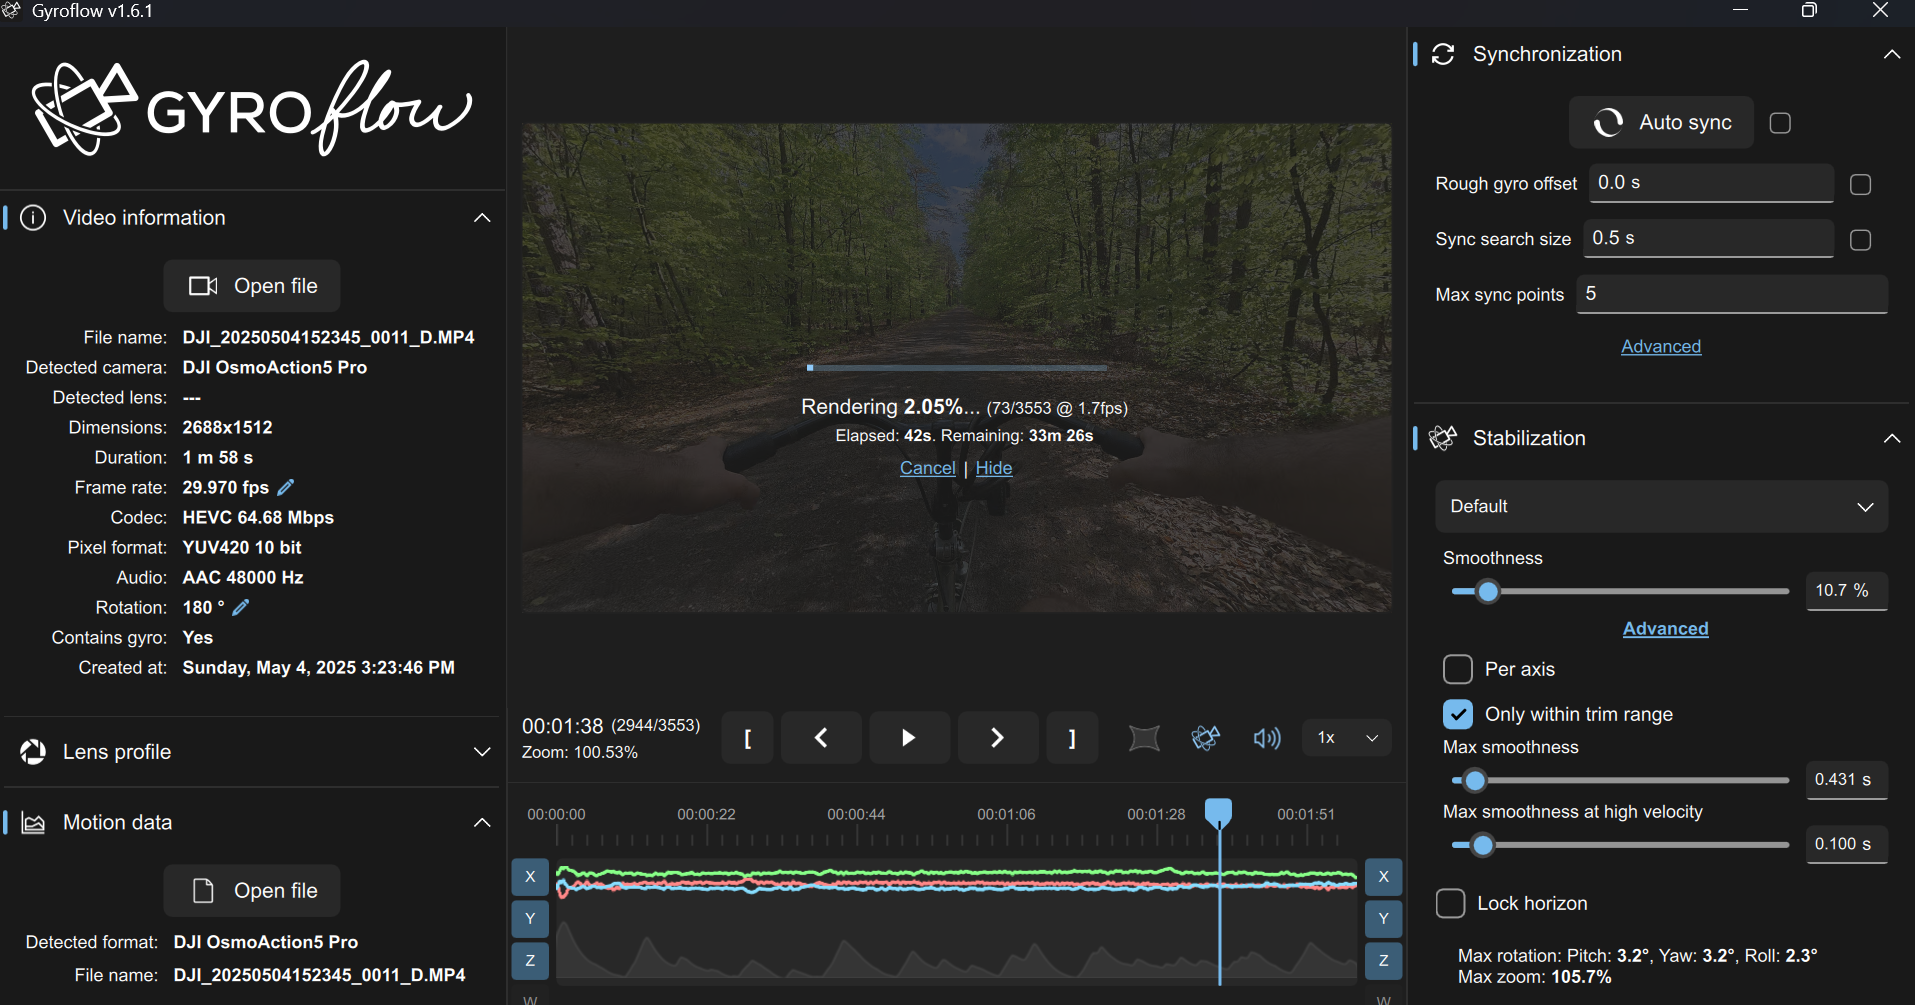 Gyroflow v1.6.1
GYROflow
Video information
Open file
File name: DJI_20250504152345_0011_D.MP4
Detected camera: DJI OsmoAction5 Pro
Detected lens: ---
Dimensions: 2688x1512
Duration: 1 m 58 s
Frame rate: 29.970 fps
Codec: HEVC 64.68 Mbps
Pixel format: YUV420 10 bit
Audio: AAC 48000 Hz
Rotation: 180 °
Contains gyro: Yes
Created at: Sunday, May 4, 2025 3:23:46 PM
Lens profile
Motion data
Open file
Detected format: DJI OsmoAction5 Pro
File name: DJI_20250504152345_0011_D.MP4
Rendering 2.05%... (73/3553 @ 1.7fps)
Elapsed: 42s. Remaining: 33m 26s
Cancel | Hide
00:01:38 (2944/3553)
Zoom: 100.53%
[ ]
1x
00:00:00 00:00:22 00:00:44 00:01:06 00:01:28 00:01:51
X X
Y Y
Z Z
W W
Synchronization
Auto sync
Rough gyro offset 0.0 s
Sync search size 0.5 s
Max sync points 5
Advanced
Stabilization
Default
Smoothness
10.7 %
Advanced
Per axis
Only within trim range
Max smoothness
0.431 s
Max smoothness at high velocity
0.100 s
Lock horizon
Max rotation: Pitch: 3.2°, Yaw: 3.2°, Roll: 2.3°
Max zoom: 105.7%